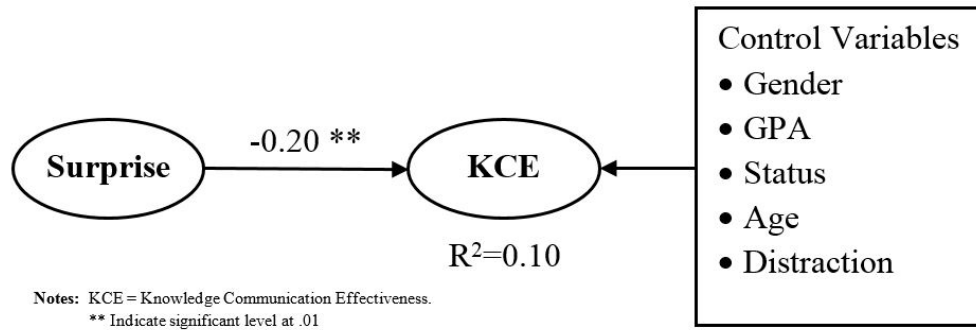 Surprise
-0.20 **
KCE
R²=0.10
Control Variables
• Gender
• GPA
• Status
• Age
• Distraction
Notes: KCE = Knowledge Communication Effectiveness.
** Indicate significant level at .01